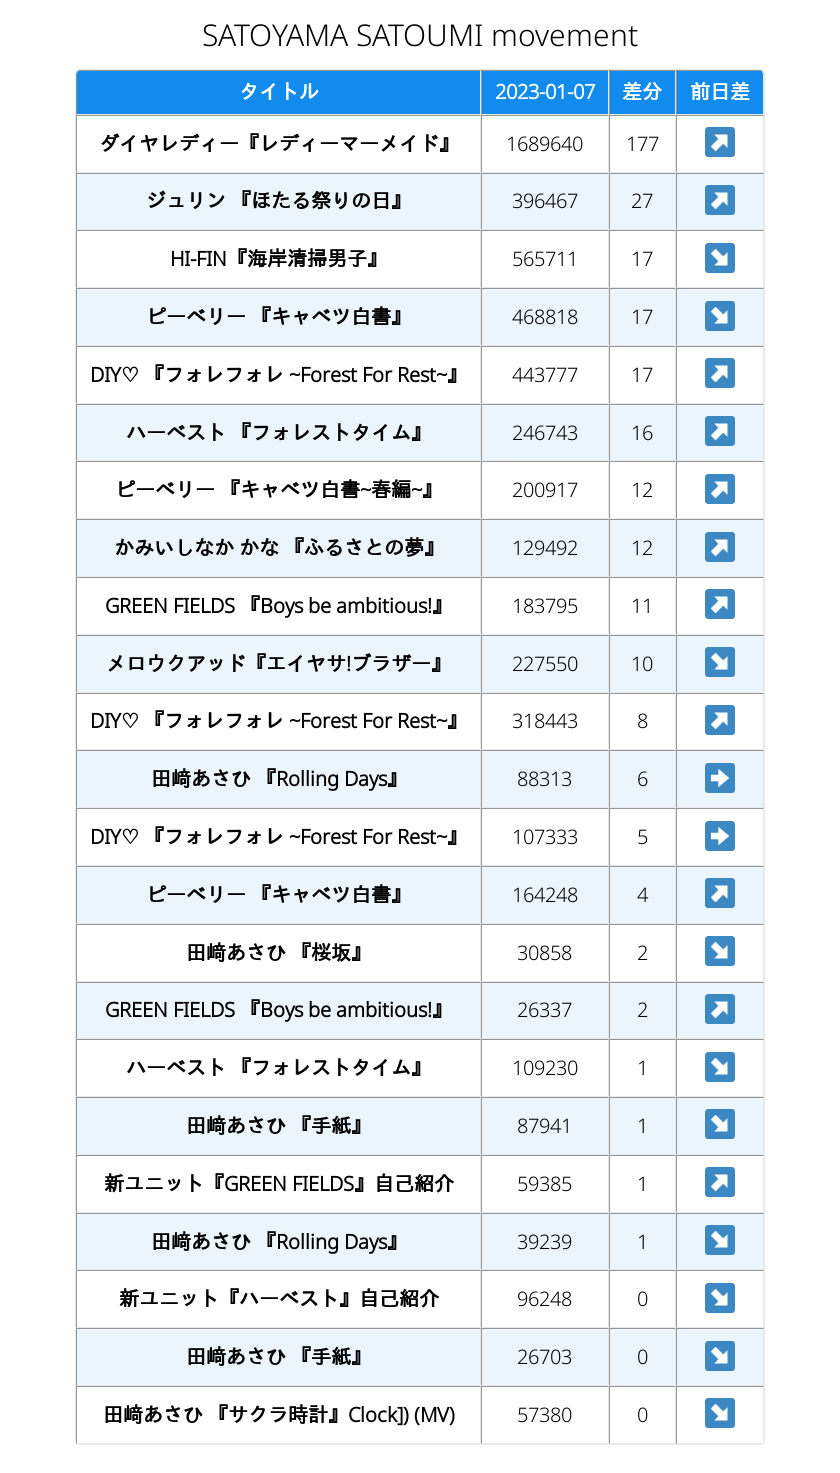 SATOYAMA SATOUMI movement
タイトル 2023-01-07 差分 前日差
ダイヤレディー『レディーマーメイド』 1689640 177 ↗
ジュリン 『ほたる祭りの日』 396467 27 ↗
HI-FIN『海岸清掃男子』 565711 17 ↘
ピーベリー 『キャベツ白書』 468818 17 ↘
DIY♡ 『フォレフォレ ~Forest For Rest~』 443777 17 ↗
ハーベスト 『フォレストタイム』 246743 16 ↗
ピーベリー 『キャベツ白書~春編~』 200917 12 ↗
かみいしなか かな 『ふるさとの夢』 129492 12 ↗
GREEN FIELDS 『Boys be ambitious!』 183795 11 ↗
メロウクアッド『エイヤサ!ブラザー』 227550 10 ↘
DIY♡ 『フォレフォレ ~Forest For Rest~』 318443 8 ↗
田﨑あさひ 『Rolling Days』 88313 6 ➡
DIY♡ 『フォレフォレ ~Forest For Rest~』 107333 5 ➡
ピーベリー 『キャベツ白書』 164248 4 ↗
田﨑あさひ 『桜坂』 30858 2 ↘
GREEN FIELDS 『Boys be ambitious!』 26337 2 ↗
ハーベスト 『フォレストタイム』 109230 1 ↘
田﨑あさひ 『手紙』 87941 1 ↘
新ユニット『GREEN FIELDS』自己紹介 59385 1 ↗
田﨑あさひ 『Rolling Days』 39239 1 ↘
新ユニット『ハーベスト』自己紹介 96248 0 ↘
田﨑あさひ 『手紙』 26703 0 ↘
田﨑あさひ 『サクラ時計』Clock]) (MV) 57380 0 ↘